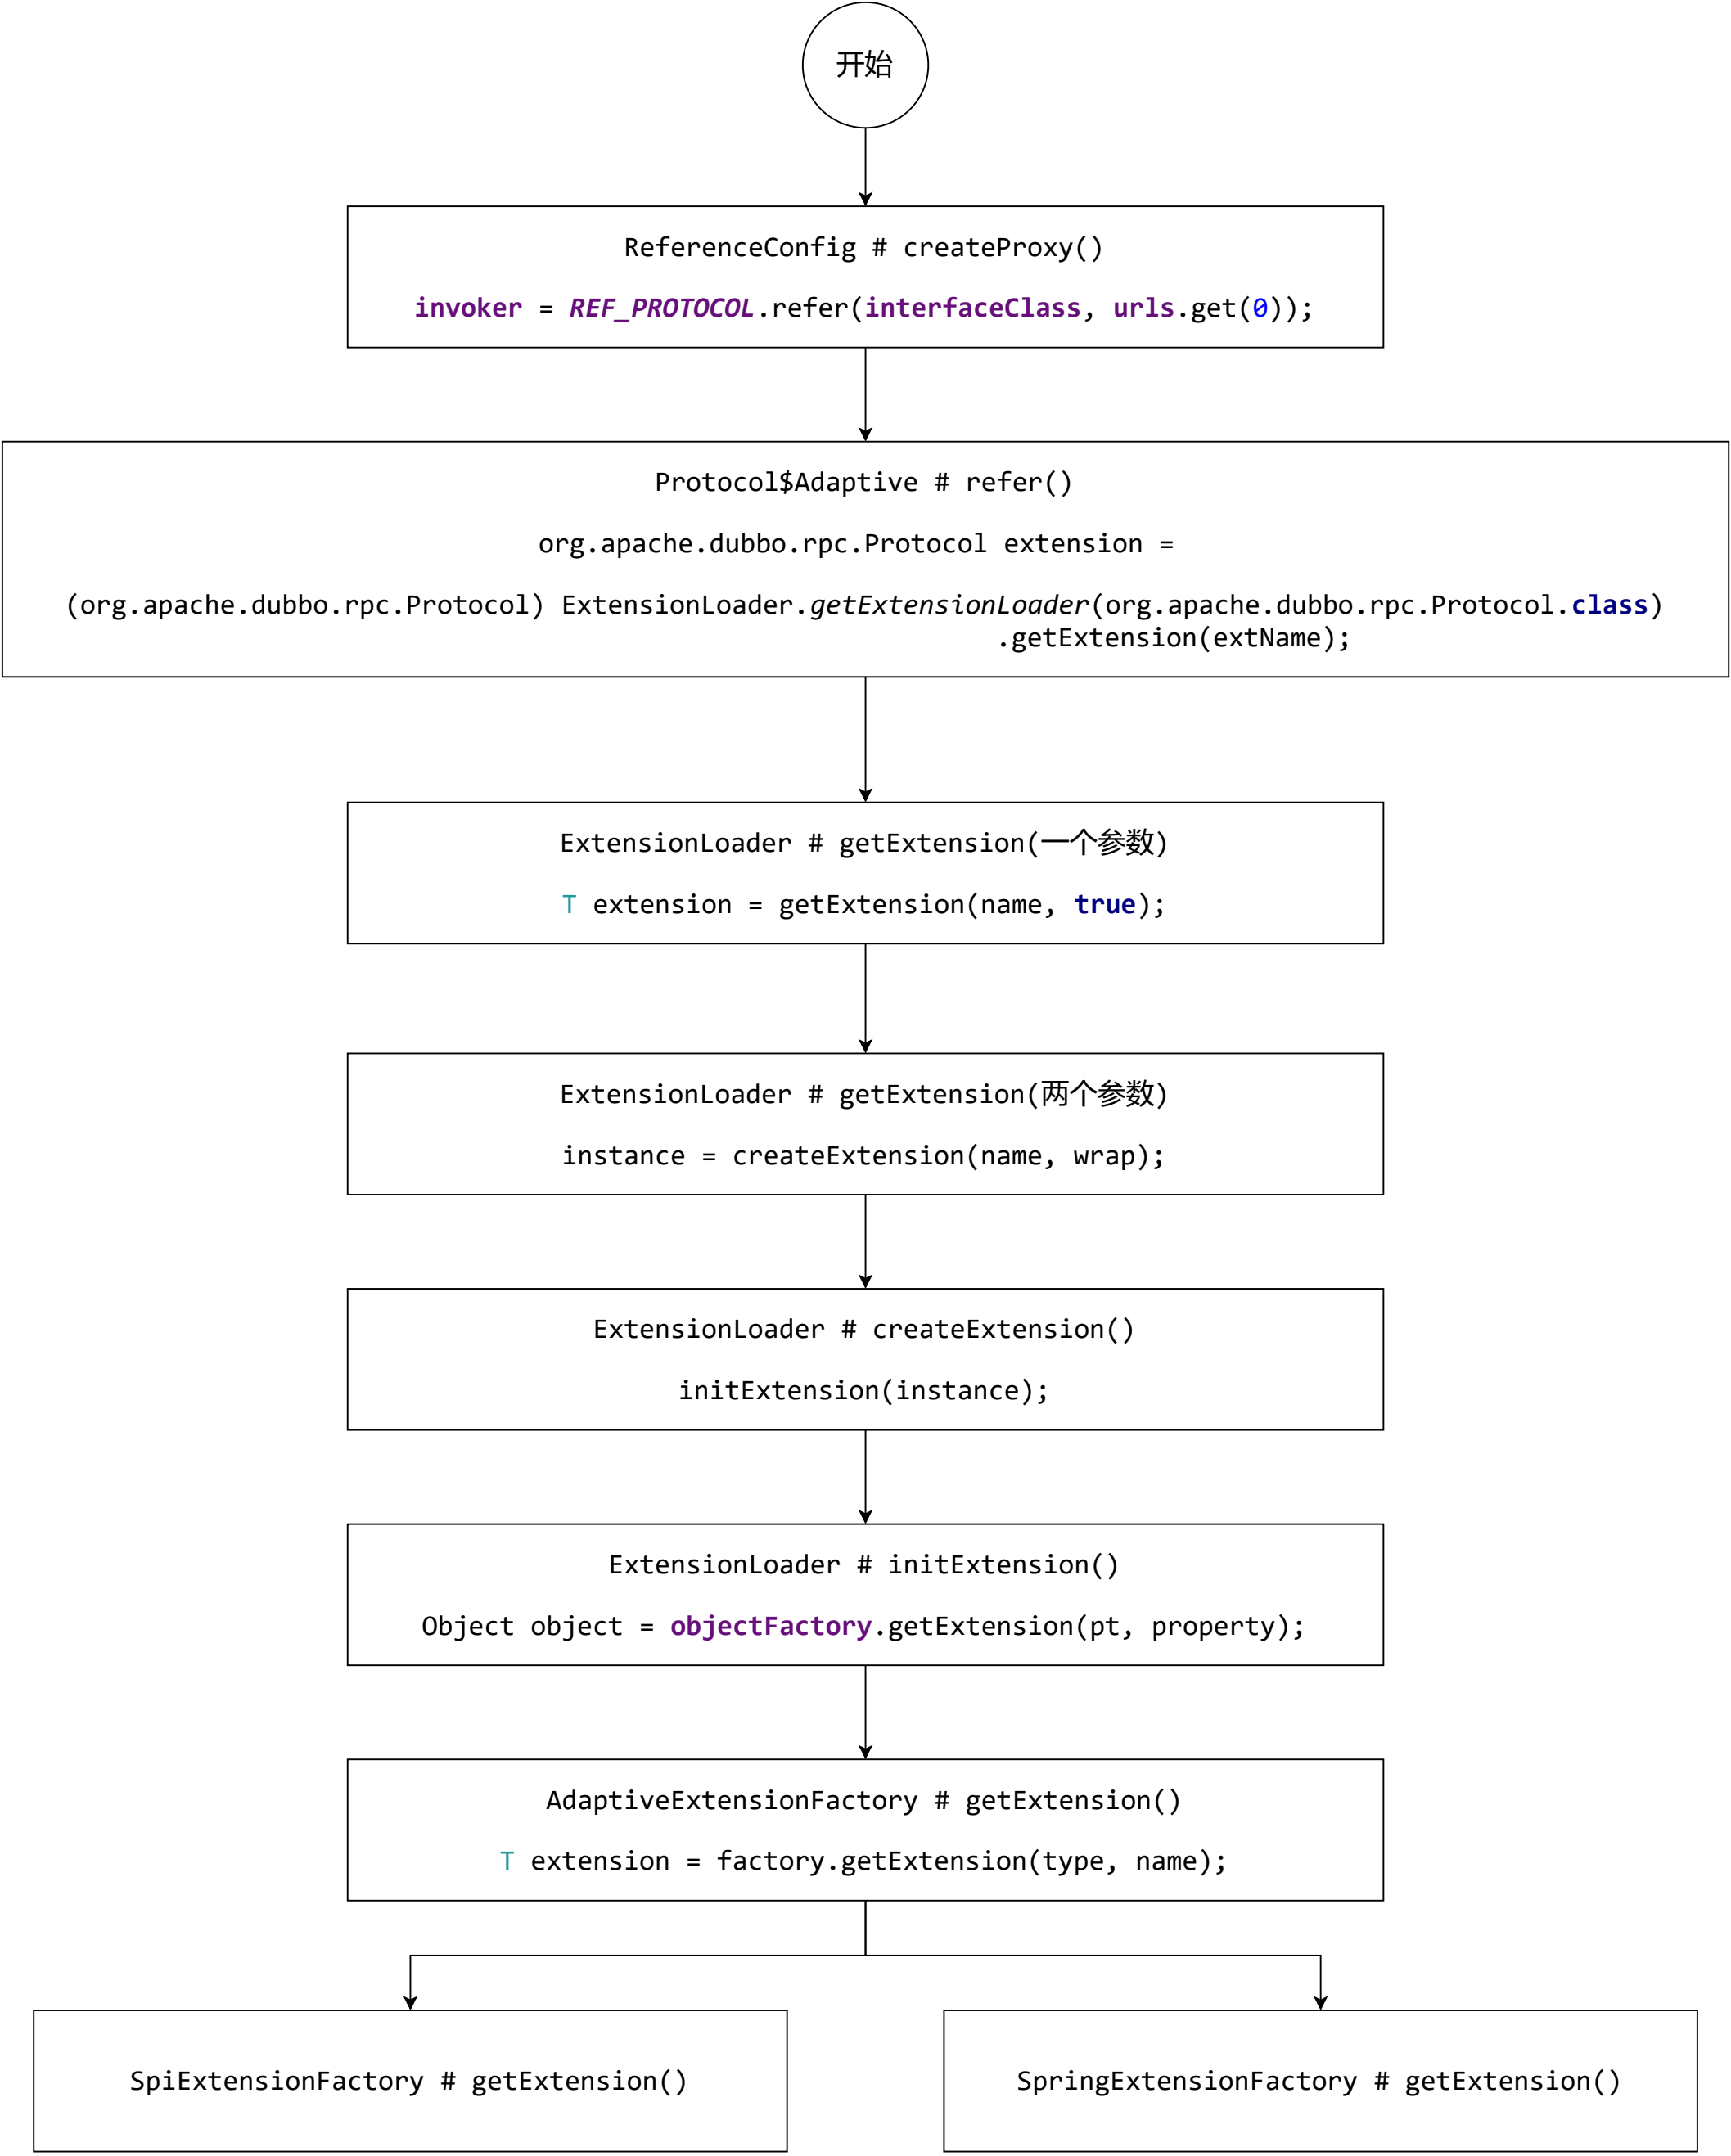 开始
ReferenceConfig # createProxy()
invoker = REF_PROTOCOL.refer(interfaceClass, urls.get(0));
Protocol$Adaptive # refer()
org.apache.dubbo.rpc.Protocol extension =
(org.apache.dubbo.rpc.Protocol) ExtensionLoader.getExtensionLoader(org.apache.dubbo.rpc.Protocol.class)
.getExtension(extName);
ExtensionLoader # getExtension(一个参数)
T extension = getExtension(name, true);
ExtensionLoader # getExtension(两个参数)
instance = createExtension(name, wrap);
ExtensionLoader # createExtension()
initExtension(instance);
ExtensionLoader # initExtension()
Object object = objectFactory.getExtension(pt, property);
AdaptiveExtensionFactory # getExtension()
T extension = factory.getExtension(type, name);
SpiExtensionFactory # getExtension()
SpringExtensionFactory # getExtension()